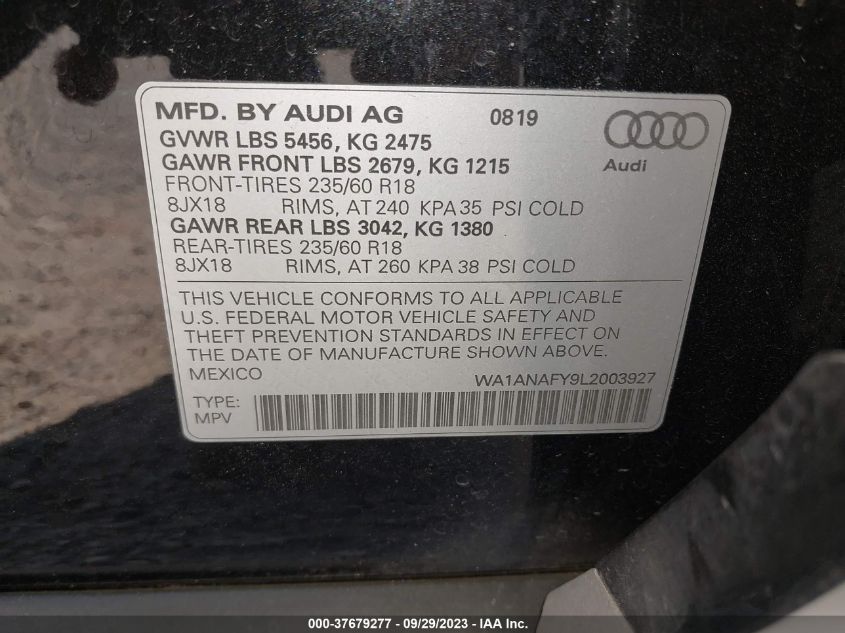 MFD. BY AUDI AG 0819
GVWR LBS 5456, KG 2475
GAWR FRONT LBS 2679, KG 1215
Audi
FRONT-TIRES 235/60 R18
8JX18 RIMS, AT 240 KPA 35 PSI COLD
GAWR REAR LBS 3042, KG 1380
REAR-TIRES 235/60 R18
8JX18 RIMS, AT 260 KPA 38 PSI COLD
THIS VEHICLE CONFORMS TO ALL APPLICABLE
U.S. FEDERAL MOTOR VEHICLE SAFETY AND
THEFT PREVENTION STANDARDS IN EFFECT ON
THE DATE OF MANUFACTURE SHOWN ABOVE.
MEXICO WA1ANAFY9L2003927
TYPE:
MPV
000-37679277 - 09/29/2023 - IAA Inc.